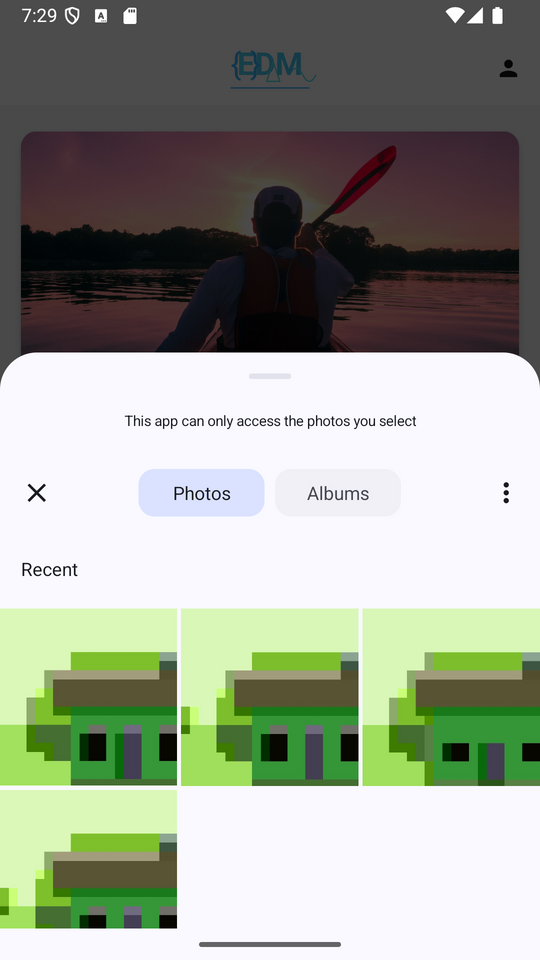 7:29
{EDM
This app can only access the photos you select
Photos
Albums
Recent